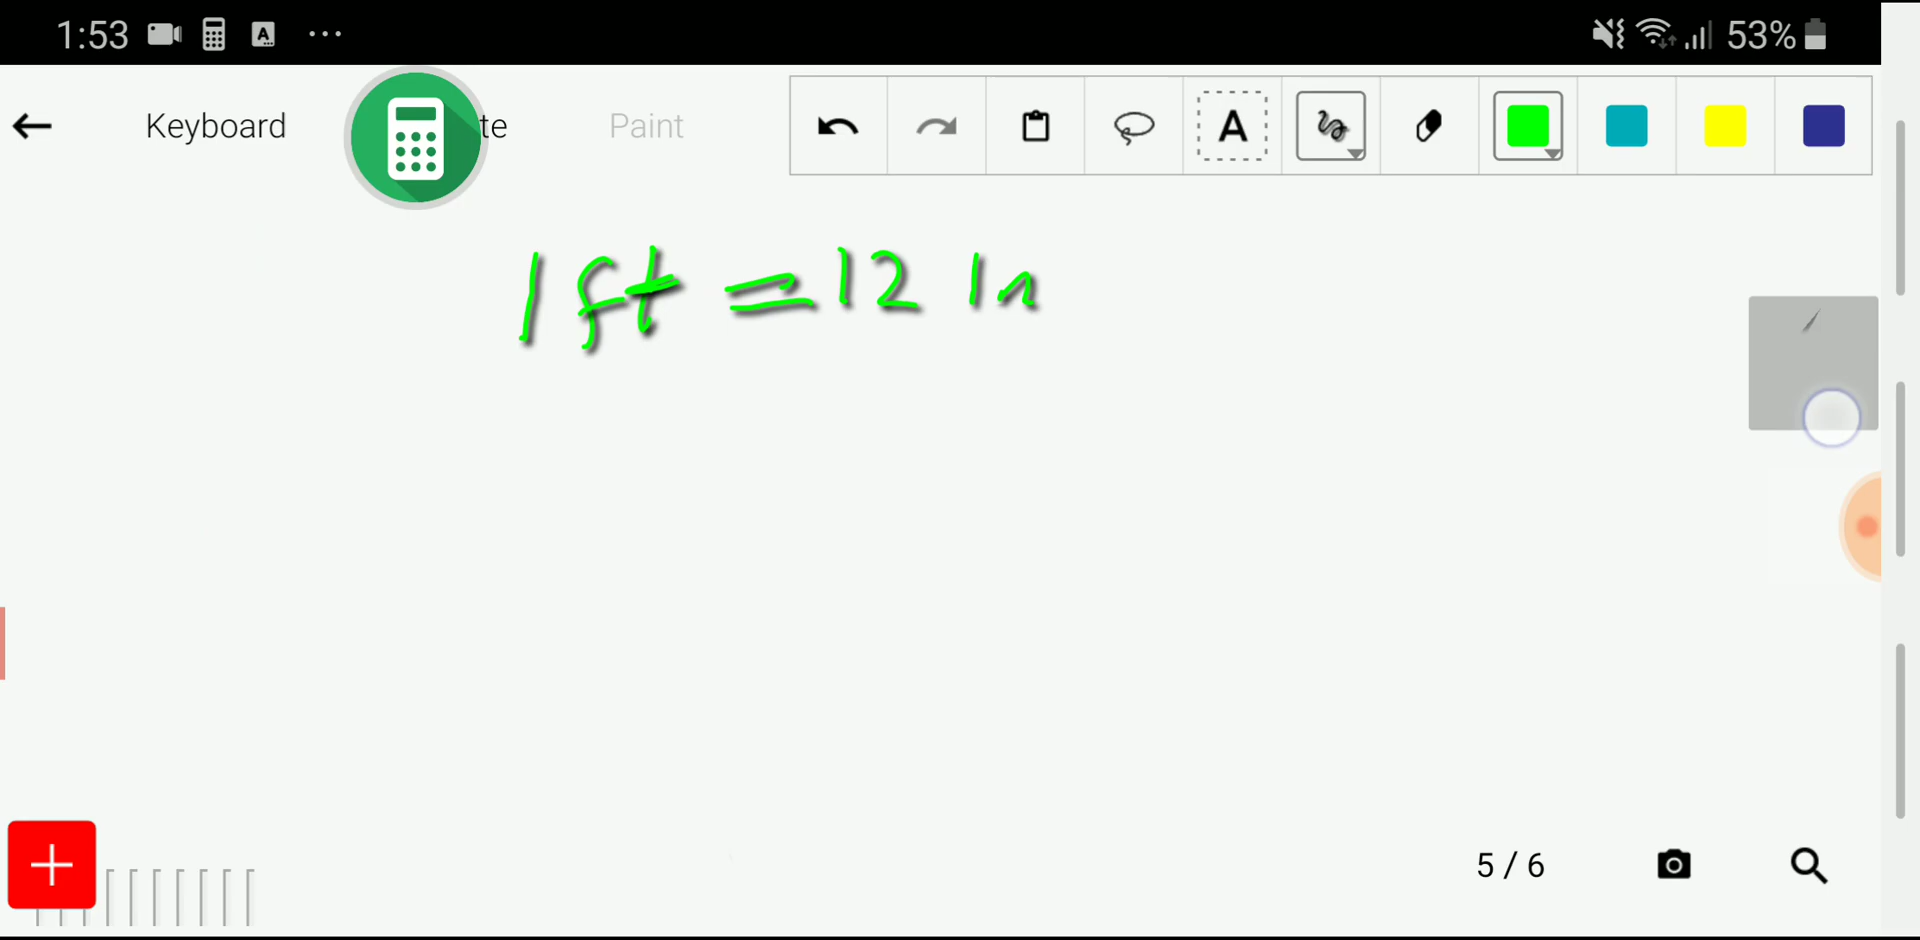 1:53 A ... 53%
Keyboard te Paint A
1 ft = 12 in
5 / 6